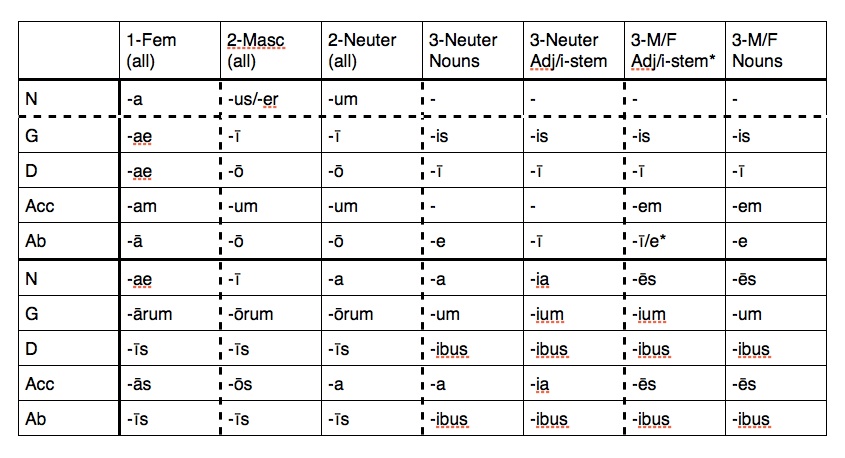 1-Fem (all) 2-Masc (all) 2-Neuter (all) 3-Neuter Nouns 3-Neuter Adj/i-stem 3-M/F Adj/i-stem* 3-M/F Nouns
N -a -us/-er -um - - - -
G -ae -ī -ī -is -is -is -is
D -ae -ō -ō -ī -ī -ī -ī
Acc -am -um -um - - -em -em
Ab -ā -ō -ō -e -ī -ī/e* -e
N -ae -ī -a -a -ia -ēs -ēs
G -ārum -ōrum -ōrum -um -ium -ium -um
D -īs -īs -īs -ibus -ibus -ibus -ibus
Acc -ās -ōs -a -a -ia -ēs -ēs
Ab -īs -īs -īs -ibus -ibus -ibus -ibus